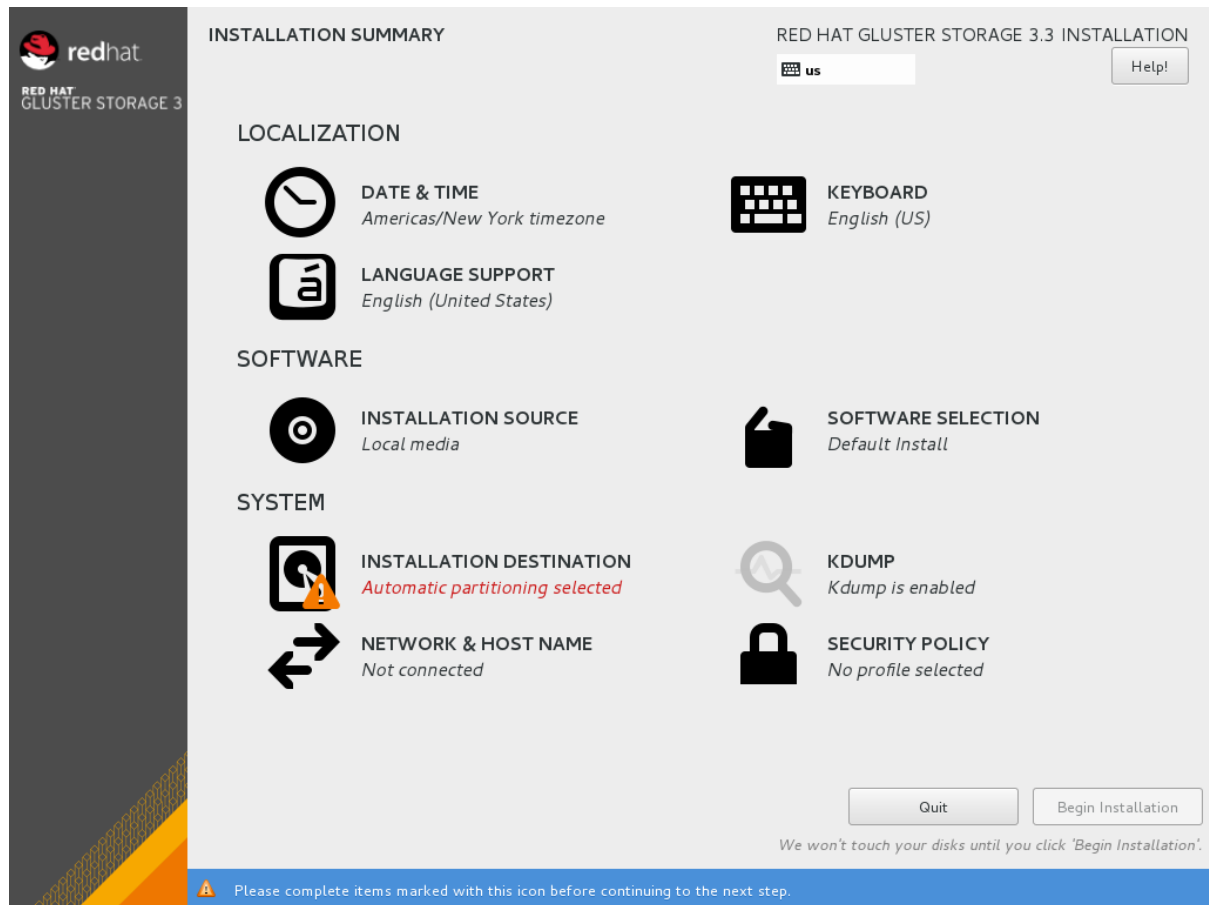 redhat
RED HAT
GLUSTER STORAGE 3
INSTALLATION SUMMARY
RED HAT GLUSTER STORAGE 3.3 INSTALLATION
us
Help!
LOCALIZATION
DATE & TIME
Americas/New York timezone
KEYBOARD
English (US)
á
LANGUAGE SUPPORT
English (United States)
SOFTWARE
INSTALLATION SOURCE
Local media
SOFTWARE SELECTION
Default Install
SYSTEM
INSTALLATION DESTINATION
Automatic partitioning selected
KDUMP
Kdump is enabled
NETWORK & HOST NAME
Not connected
SECURITY POLICY
No profile selected
Quit
Begin Installation
We won't touch your disks until you click 'Begin Installation'.
Please complete items marked with this icon before continuing to the next step.